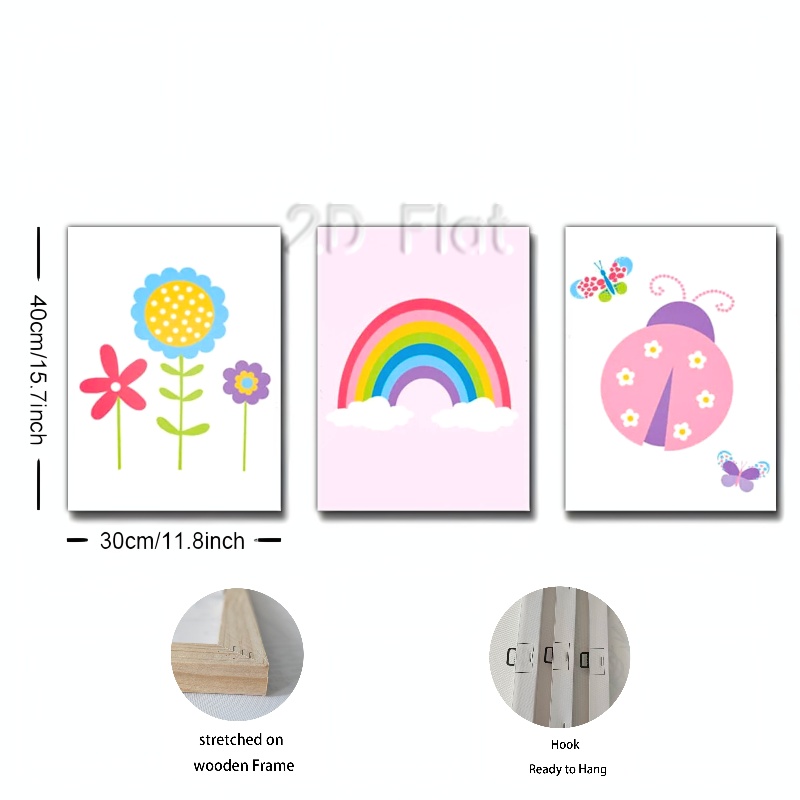 2D Flat
40cm/15.7inch
30cm/11.8inch
stretched on
wooden Frame
Hook
Ready to Hang